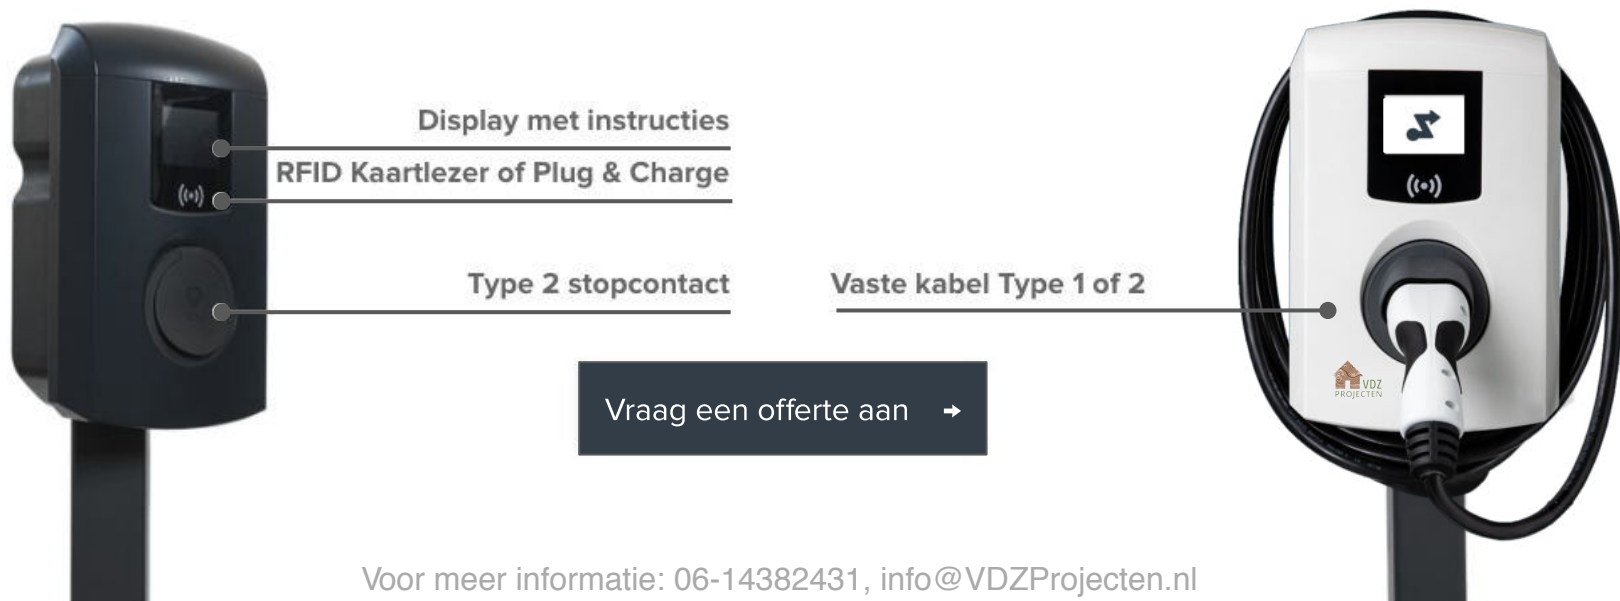 Display met instructies
RFID Kaartlezer of Plug & Charge
Type 2 stopcontact
Vaste kabel Type 1 of 2
VDZ
PROJECTEN
Vraag een offerte aan
Voor meer informatie: 06-14382431, info@VDZProjecten.nl